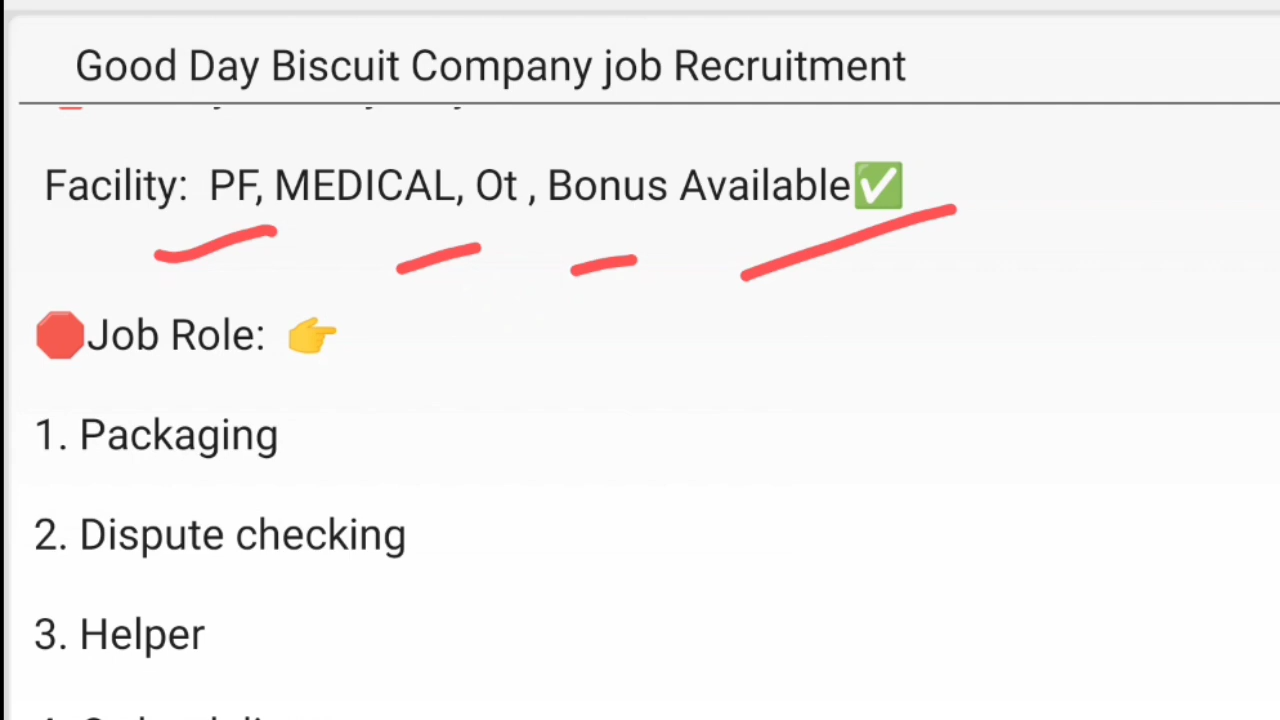 Good Day Biscuit Company job Recruitment
Facility: PF, MEDICAL, Ot , Bonus Available✅
🛑Job Role: 👉
1. Packaging
2. Dispute checking
3. Helper